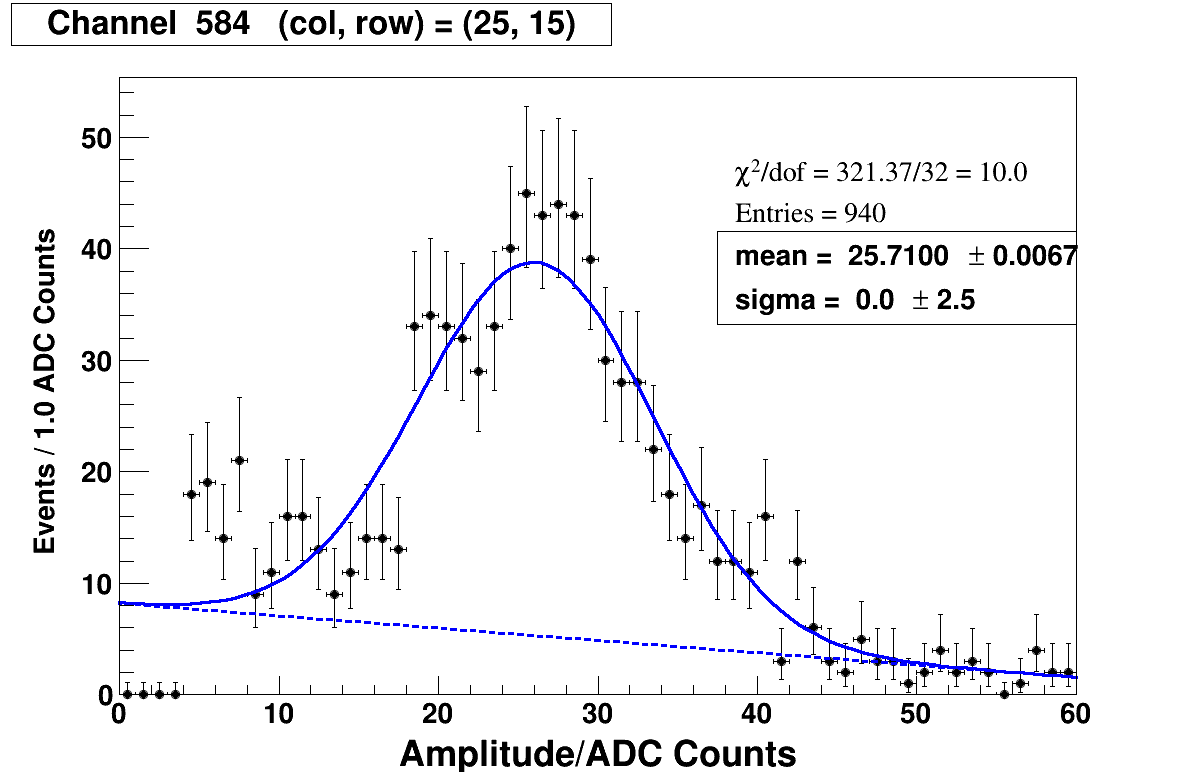 Channel 584 (col, row) = (25, 15)
χ²/dof = 321.37/32 = 10.0
Entries = 940
mean = 25.7100 ± 0.0067
sigma = 0.0 ± 2.5
Events / 1.0 ADC Counts
50
40
30
20
10
0
0 10 20 30 40 50 60
Amplitude/ADC Counts